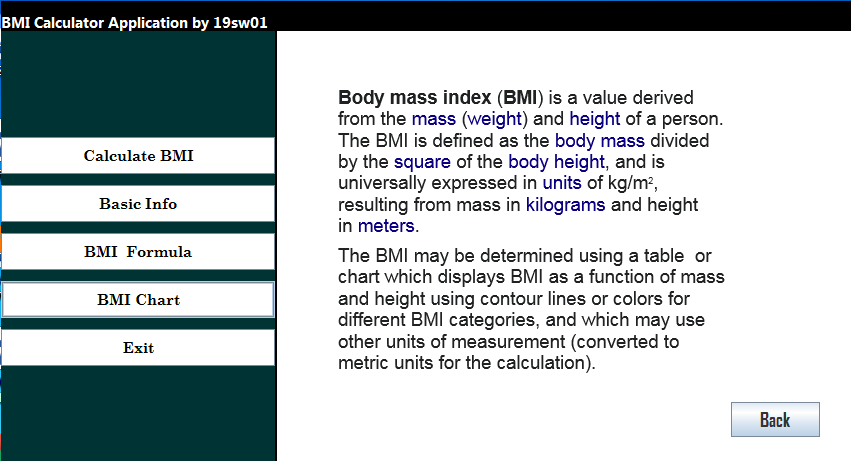 BMI Calculator Application by 19sw01
Calculate BMI
Basic Info
BMI  Formula
BMI Chart
Exit
Body mass index (BMI) is a value derived
from the mass (weight) and height of a person.
The BMI is defined as the body mass divided
by the square of the body height, and is
universally expressed in units of kg/m²,
resulting from mass in kilograms and height
in meters.
The BMI may be determined using a table  or
chart which displays BMI as a function of mass
and height using contour lines or colors for
different BMI categories, and which may use
other units of measurement (converted to
metric units for the calculation).
Back